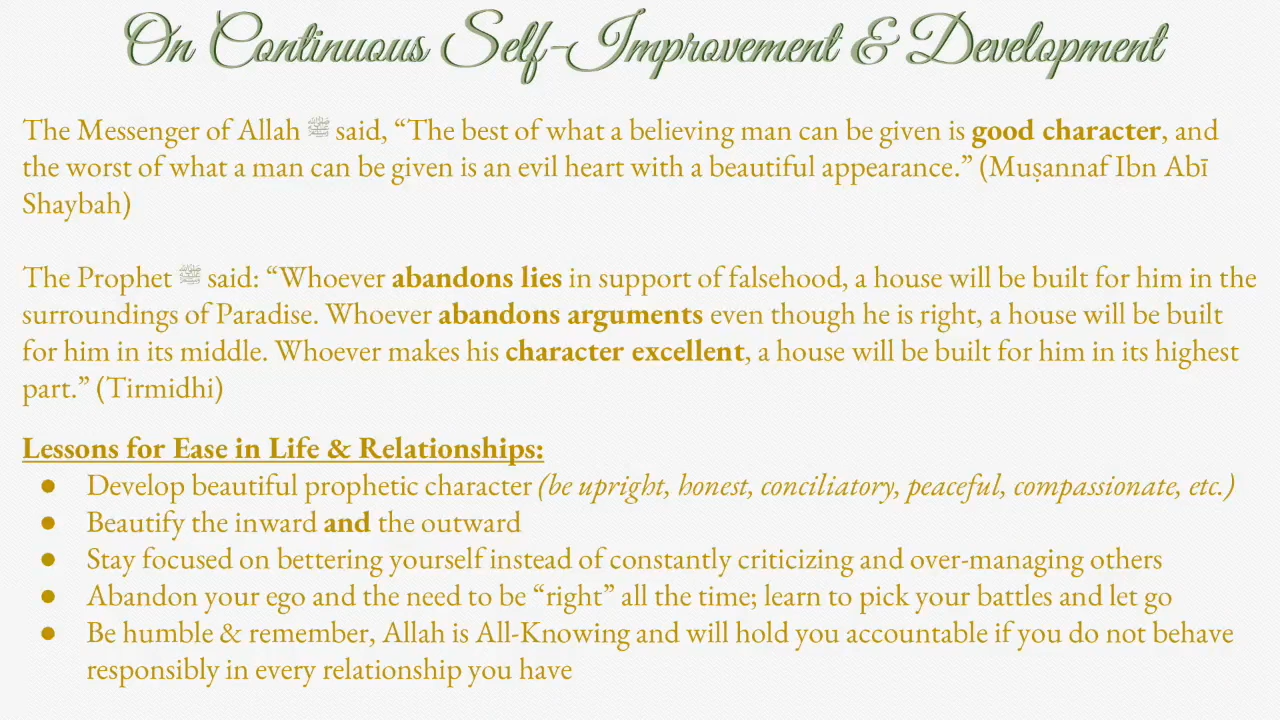 On Continuous Self-Improvement & Development
The Messenger of Allah ﷺ said, “The best of what a believing man can be given is good character, and
the worst of what a man can be given is an evil heart with a beautiful appearance.” (Muṣannaf Ibn Abī
Shaybah)
The Prophet ﷺ said: “Whoever abandons lies in support of falsehood, a house will be built for him in the
surroundings of Paradise. Whoever abandons arguments even though he is right, a house will be built
for him in its middle. Whoever makes his character excellent, a house will be built for him in its highest
part.” (Tirmidhi)
Lessons for Ease in Life & Relationships:
● Develop beautiful prophetic character (be upright, honest, conciliatory, peaceful, compassionate, etc.)
● Beautify the inward and the outward
● Stay focused on bettering yourself instead of constantly criticizing and over-managing others
● Abandon your ego and the need to be “right” all the time; learn to pick your battles and let go
● Be humble & remember, Allah is All-Knowing and will hold you accountable if you do not behave
responsibly in every relationship you have